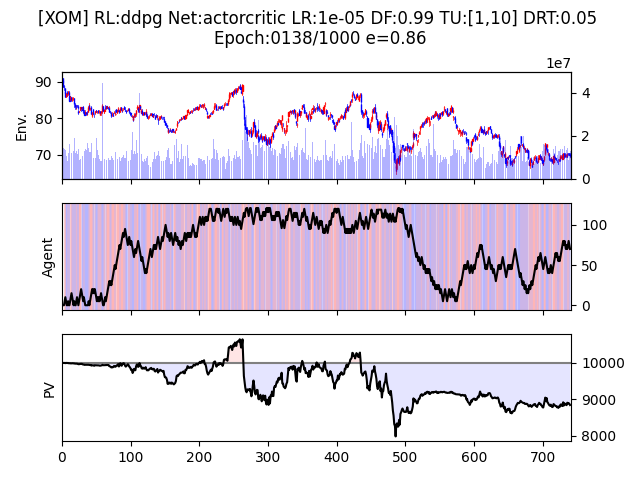 [XOM] RL:ddpg Net:actorcritic LR:1e-05 DF:0.99 TU:[1,10] DRT:0.05
Epoch:0138/1000 e=0.86
1e7
90
80
70
Env.
4
2
0
Agent
100
50
0
PV
10000
9000
8000
0 100 200 300 400 500 600 700